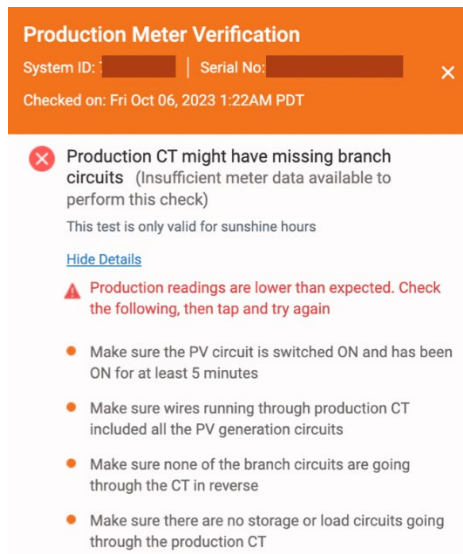 Production Meter Verification
System ID: | Serial No:
Checked on: Fri Oct 06, 2023 1:22AM PDT
Production CT might have missing branch
circuits (Insufficient meter data available to
perform this check)
This test is only valid for sunshine hours
Hide Details
Production readings are lower than expected. Check
the following, then tap and try again
Make sure the PV circuit is switched ON and has been
ON for at least 5 minutes
Make sure wires running through production CT
included all the PV generation circuits
Make sure none of the branch circuits are going
through the CT in reverse
Make sure there are no storage or load circuits going
through the production CT